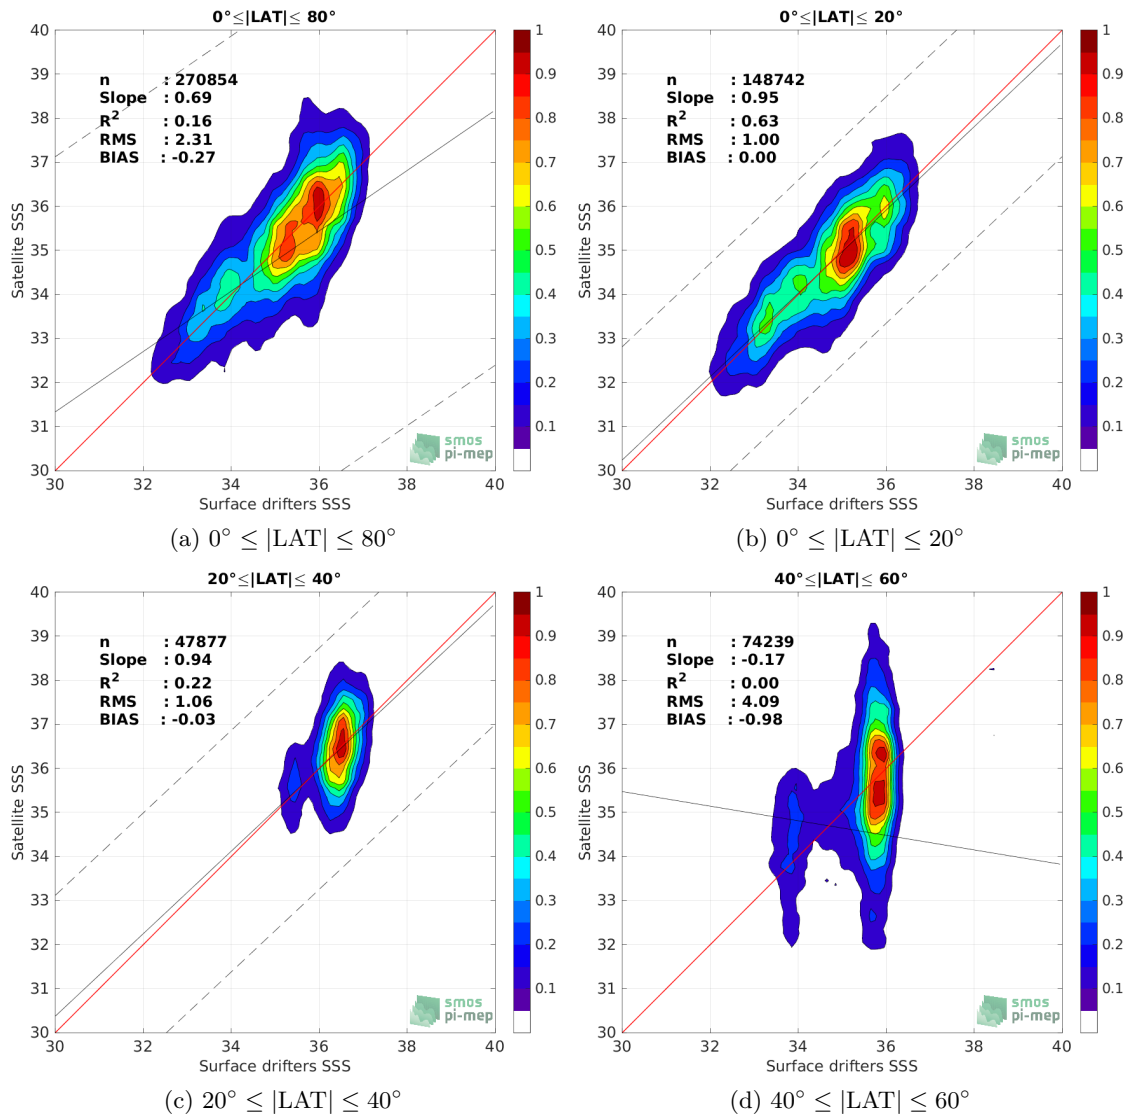 0°≤|LAT|≤ 80°
40
39
38
37
36
35
34
33
32
31
30
Satellite SSS
n : 270854
Slope : 0.69
R² : 0.16
RMS : 2.31
BIAS : -0.27
smos
pi-mep
30 32 34 36 38 40
Surface drifters SSS
1
0.9
0.8
0.7
0.6
0.5
0.4
0.3
0.2
0.1
(a) 0° ≤ |LAT| ≤ 80°
0°≤|LAT|≤ 20°
40
39
38
37
36
35
34
33
32
31
30
Satellite SSS
n : 148742
Slope : 0.95
R² : 0.63
RMS : 1.00
BIAS : 0.00
smos
pi-mep
30 32 34 36 38 40
Surface drifters SSS
1
0.9
0.8
0.7
0.6
0.5
0.4
0.3
0.2
0.1
(b) 0° ≤ |LAT| ≤ 20°
20°≤|LAT|≤ 40°
40
39
38
37
36
35
34
33
32
31
30
Satellite SSS
n : 47877
Slope : 0.94
R² : 0.22
RMS : 1.06
BIAS : -0.03
smos
pi-mep
30 32 34 36 38 40
Surface drifters SSS
1
0.9
0.8
0.7
0.6
0.5
0.4
0.3
0.2
0.1
(c) 20° ≤ |LAT| ≤ 40°
40°≤|LAT|≤ 60°
40
39
38
37
36
35
34
33
32
31
30
Satellite SSS
n : 74239
Slope : -0.17
R² : 0.00
RMS : 4.09
BIAS : -0.98
smos
pi-mep
30 32 34 36 38 40
Surface drifters SSS
1
0.9
0.8
0.7
0.6
0.5
0.4
0.3
0.2
0.1
(d) 40° ≤ |LAT| ≤ 60°